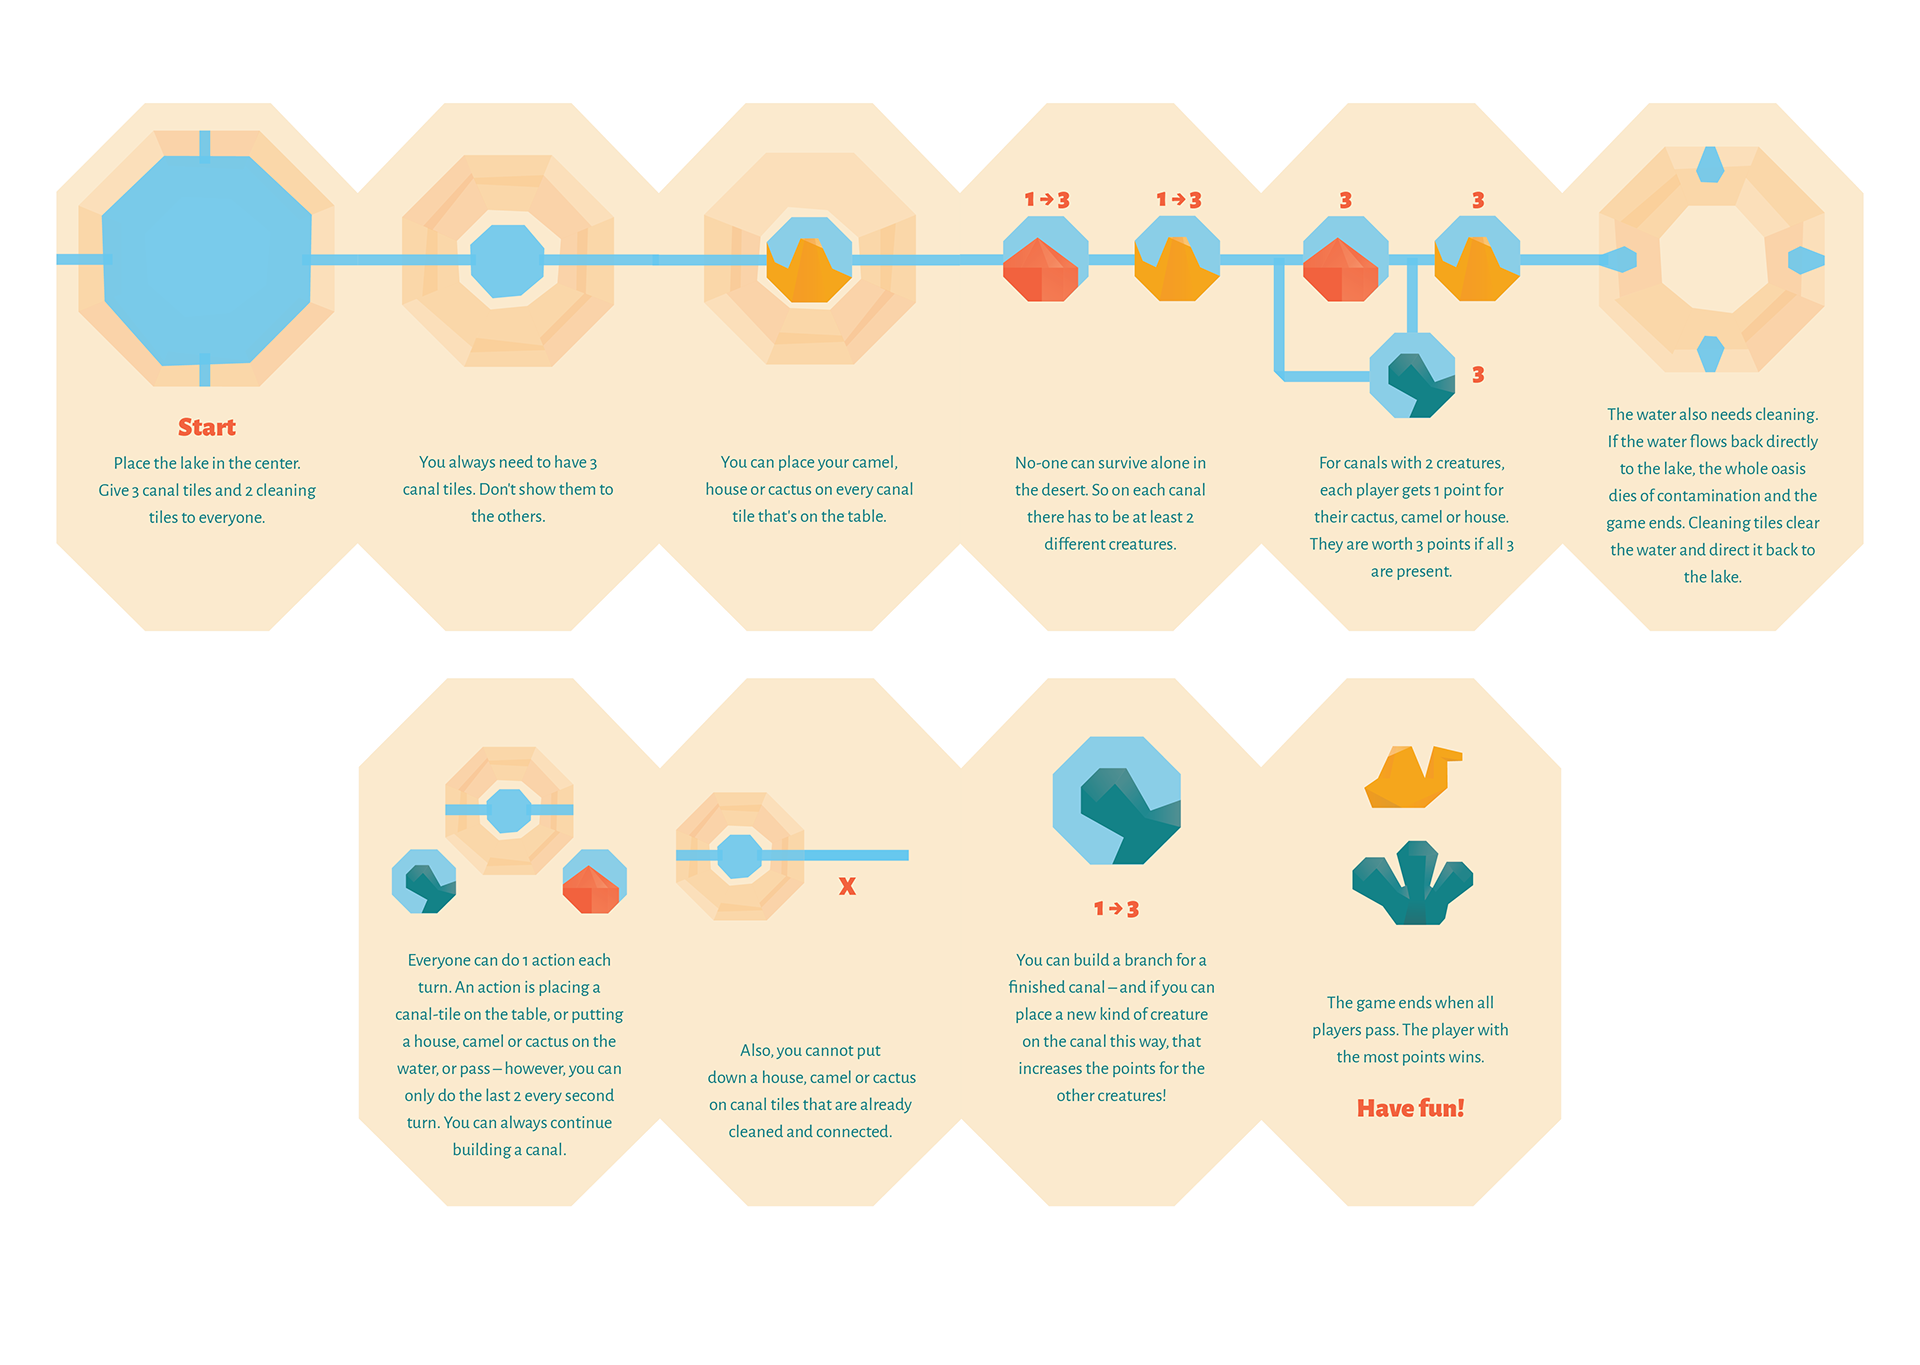 Start
Place the lake in the center.
Give 3 canal tiles and 2 cleaning
tiles to everyone.
You always need to have 3
canal tiles. Don't show them to
the others.
You can place your camel,
house or cactus on every canal
tile that's on the table.
1→3
1→3
No-one can survive alone in
the desert. So on each canal
there has to be at least 2
different creatures.
3
3
3
For canals with 2 creatures,
each player gets 1 point for
their cactus, camel or house.
They are worth 3 points if all 3
are present.
The water also needs cleaning.
If the water flows back directly
to the lake, the whole oasis
dies of contamination and the
game ends. Cleaning tiles clear
the water and direct it back to
the lake.
Everyone can do 1 action each
turn. An action is placing a
canal-tile on the table, or putting
a house, camel or cactus on the
water, or pass – however, you can
only do the last 2 every second
turn. You can always continue
building a canal.
X
Also, you cannot put
down a house, camel or cactus
on canal tiles that are already
cleaned and connected.
1→3
You can build a branch for a
finished canal – and if you can
place a new kind of creature
on the canal this way, that
increases the points for the
other creatures!
The game ends when all
players pass. The player with
the most points wins.
Have fun!